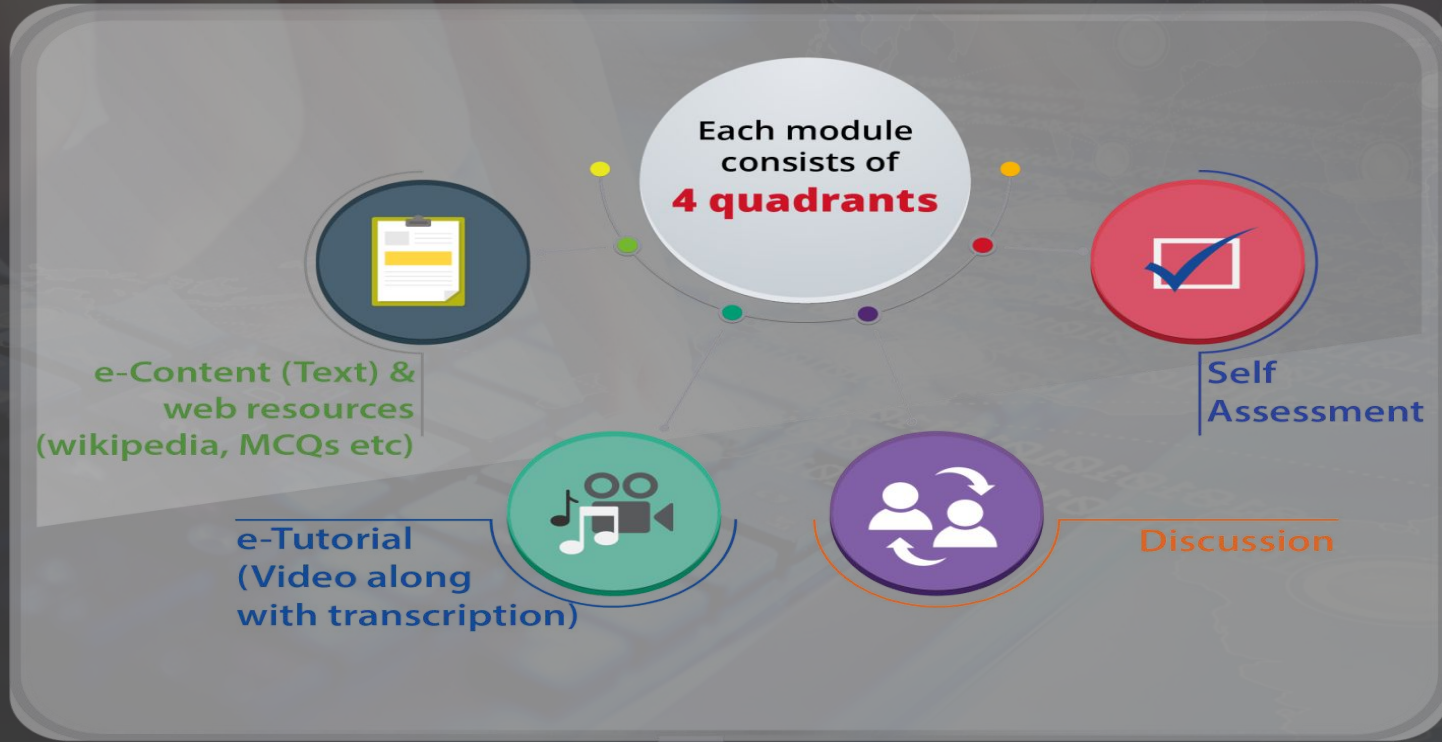 Each module
consists of
4 quadrants
e-Content (Text) &
web resources
(wikipedia, MCQs etc)
e-Tutorial
(Video along
with transcription)
Discussion
Self
Assessment